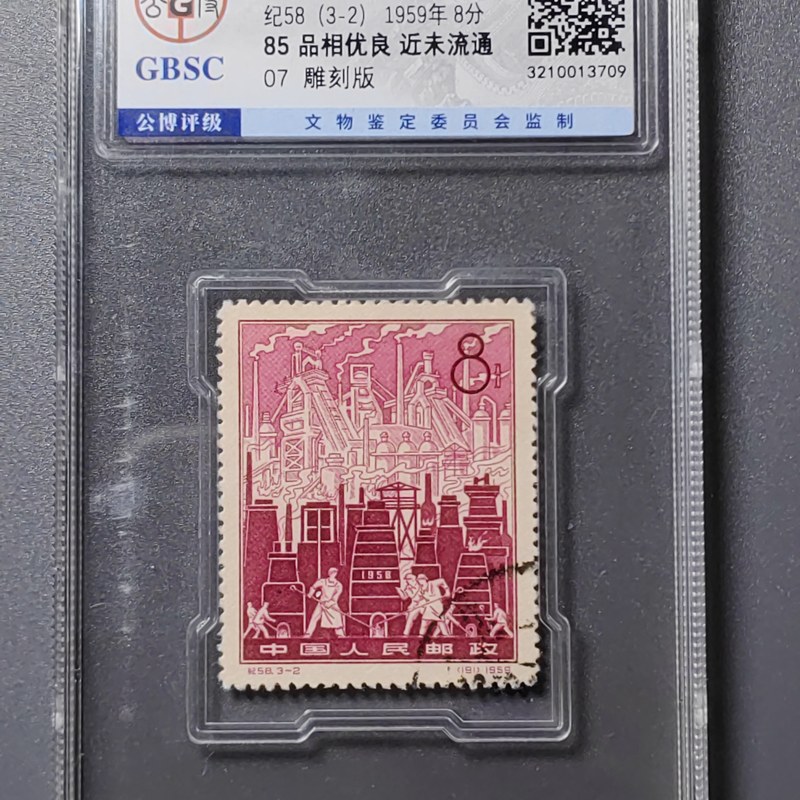 纪58（3-2） 1959年 8分
85 品相优良 近未流通
07 雕刻版
GBSC
3210013709
公博评级
文物鉴定委员会监制
8分
1958
中国人民邮政
纪58.3-2
(191) 1959